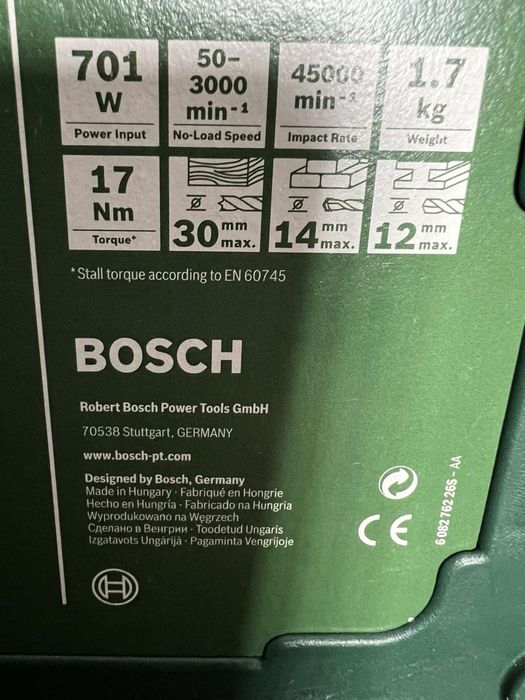 701
W
Power Input
50–
3000
min-1
No-Load Speed
45000
min-1
Impact Rate
1.7
kg
Weight
17
Nm
Torque*
Ø
30 mm max.
Ø
14 mm max.
Ø
12 mm max.
*Stall torque according to EN 60745
BOSCH
Robert Bosch Power Tools GmbH
70538 Stuttgart, GERMANY
www.bosch-pt.com
Designed by Bosch, Germany
Made in Hungary · Fabriqué en Hongrie
Hecho en Hungría · Fabricado na Hungria
Wyprodukowano na Węgrzech
Сделано в Венгрии · Toodetud Ungaris
Izgatavots Ungārijā · Pagaminta Vengrijoje
CE
6 082 762 26S – AA